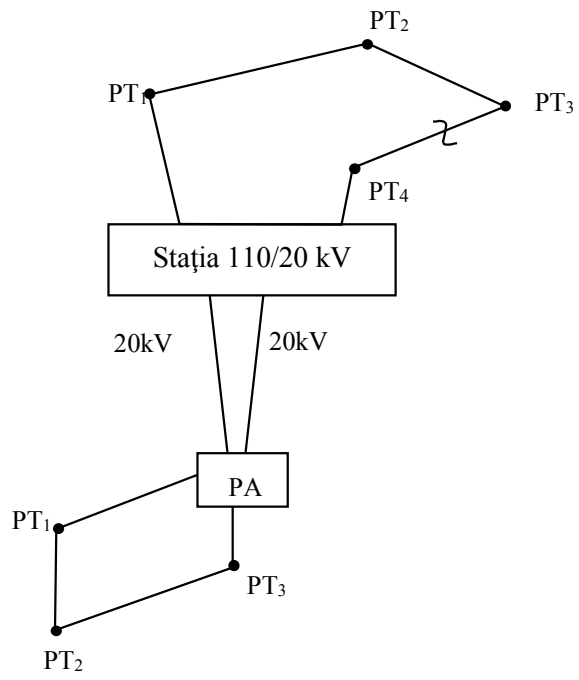 PT₂
PT₁
PT₃
PT₄
Staţia 110/20 kV
20kV
20kV
PA
PT₁
PT₃
PT₂